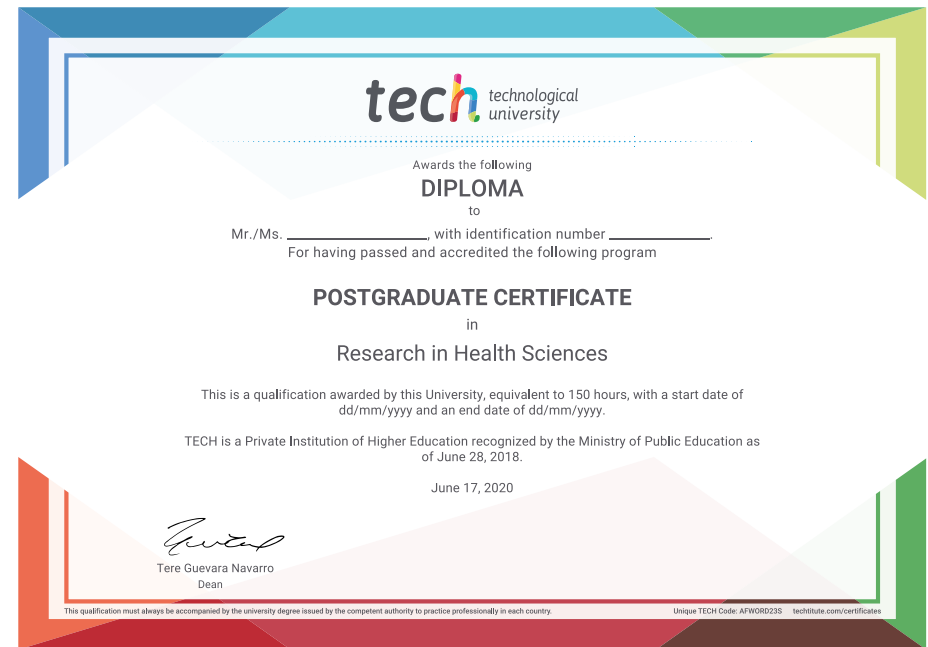 tech technological
university
Awards the following
DIPLOMA
to
Mr./Ms. __________________, with identification number _____________.
For having passed and accredited the following program
POSTGRADUATE CERTIFICATE
in
Research in Health Sciences
This is a qualification awarded by this University, equivalent to 150 hours, with a start date of
dd/mm/yyyy and an end date of dd/mm/yyyy.
TECH is a Private Institution of Higher Education recognized by the Ministry of Public Education as
of June 28, 2018.
June 17, 2020
Tere Guevara Navarro
Dean
This qualification must always be accompanied by the university degree issued by the competent authority to practice professionally in each country. Unique TECH Code: AFWORD23S techtitute.com/certificates